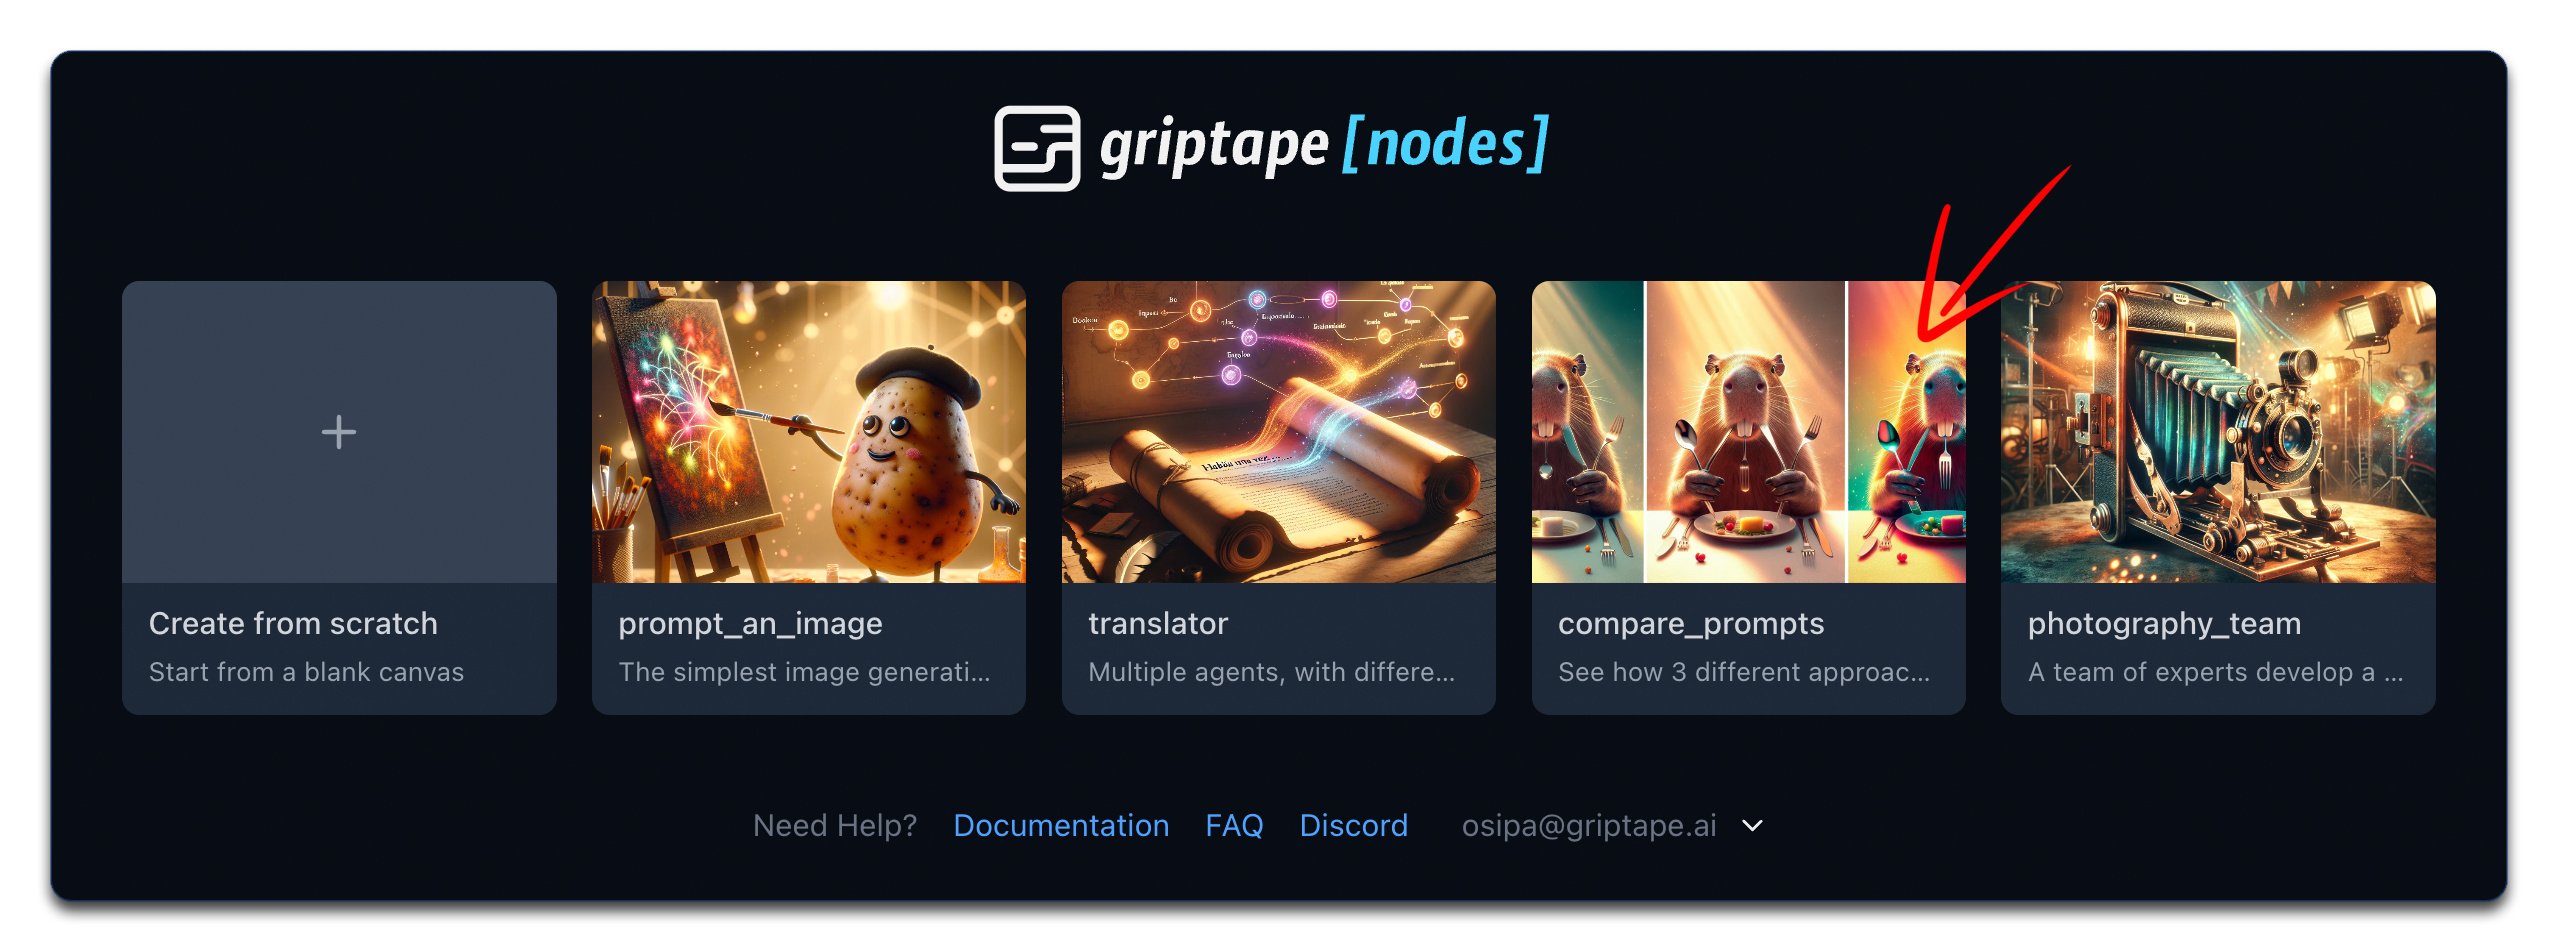 griptape [nodes]
Create from scratch
Start from a blank canvas
prompt_an_image
The simplest image generati...
translator
Multiple agents, with differe...
compare_prompts
See how 3 different approac...
photography_team
A team of experts develop a ...
Need Help? Documentation FAQ Discord osipa@griptape.ai